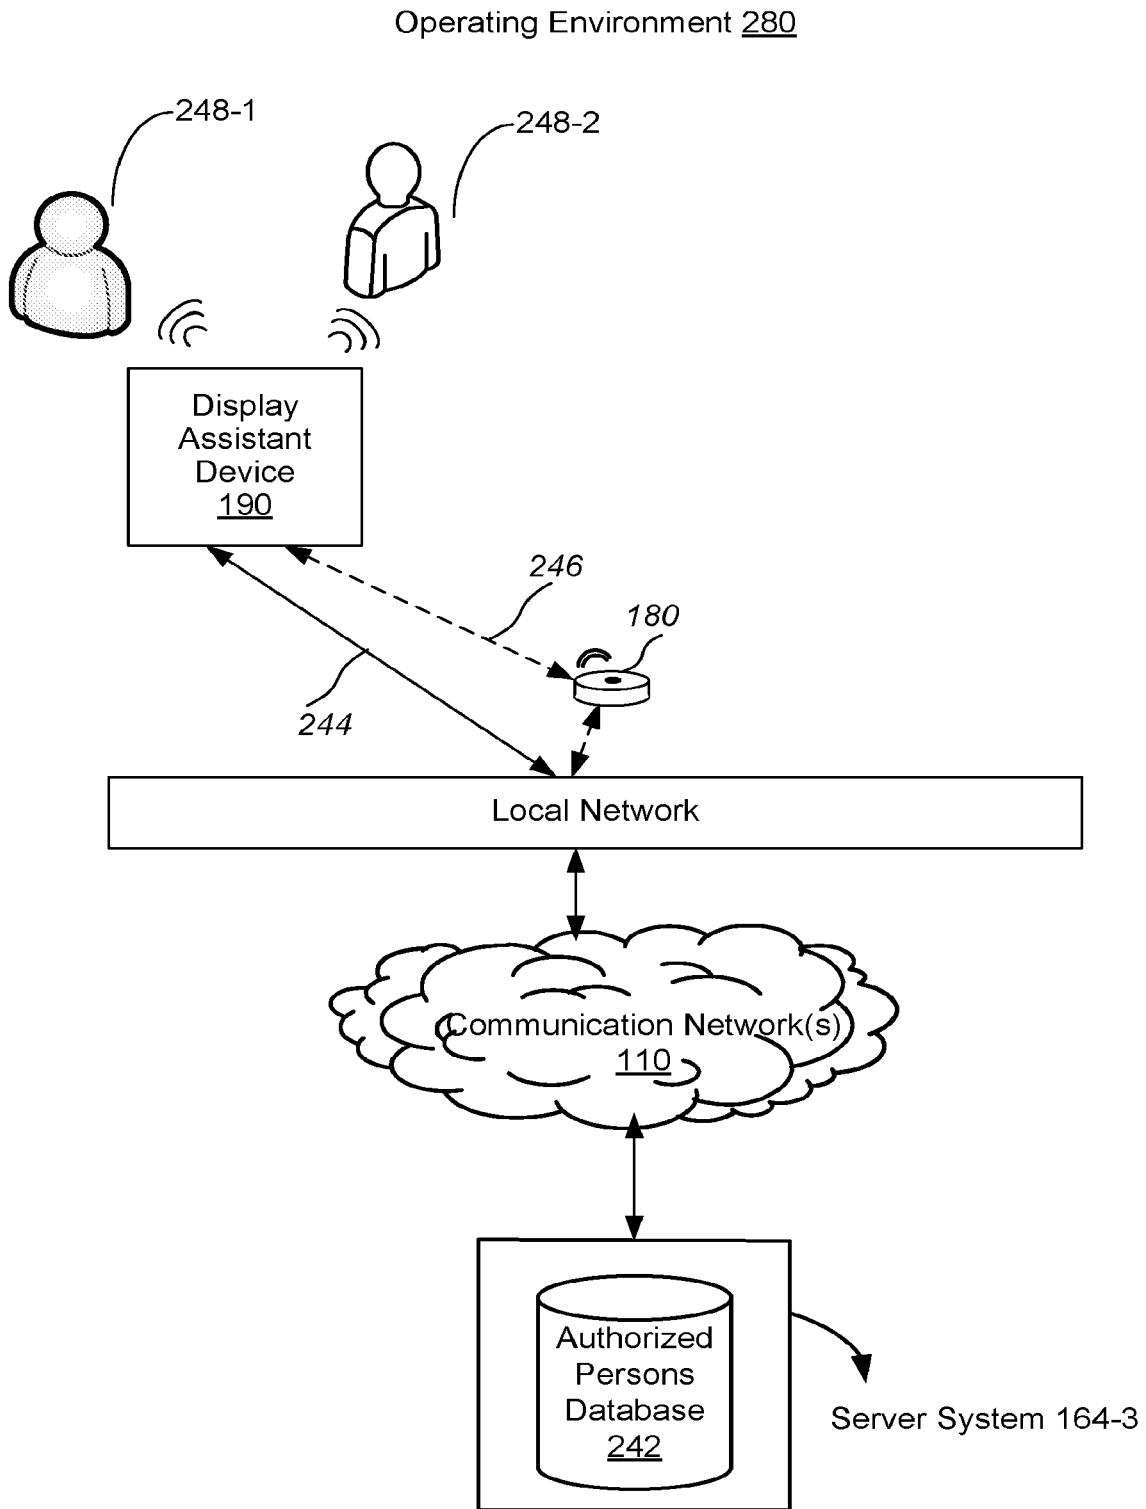 Operating Environment 280
248-1
248-2
Display
Assistant
Device
190
246
180
244
Local Network
Communication Network(s)
110
Authorized
Persons
Database
242
Server System 164-3